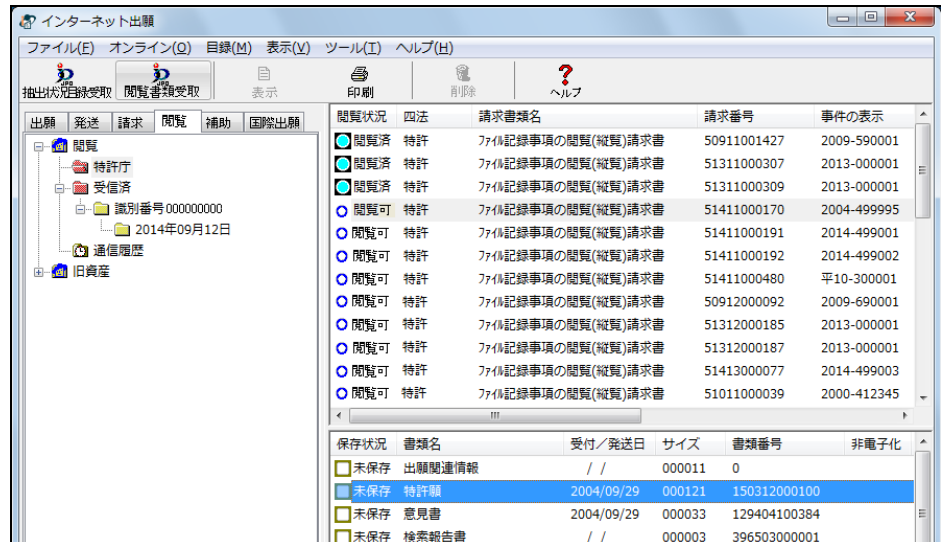 インターネット出願
ファイル(F) オンライン(O) 目録(M) 表示(V) ツール(T) ヘルプ(H)
抽出状況目録受取 閲覧書類受取 表示 印刷 削除 ヘルプ
出願 発送 請求 閲覧 補助 国際出願
閲覧
特許庁
受信済
識別番号000000000
2014年09月12日
通信履歴
旧資産
閲覧状況 四法 請求書類名 請求番号 事件の表示
閲覧済 特許 ファイル記録事項の閲覧(縦覧)請求書 50911001427 2009-590001
閲覧済 特許 ファイル記録事項の閲覧(縦覧)請求書 51311000307 2013-000001
閲覧済 特許 ファイル記録事項の閲覧(縦覧)請求書 51311000309 2013-000001
閲覧可 特許 ファイル記録事項の閲覧(縦覧)請求書 51411000170 2004-499995
閲覧可 特許 ファイル記録事項の閲覧(縦覧)請求書 51411000191 2014-499001
閲覧可 特許 ファイル記録事項の閲覧(縦覧)請求書 51411000192 2014-499002
閲覧可 特許 ファイル記録事項の閲覧(縦覧)請求書 51411000480 平10-300001
閲覧可 特許 ファイル記録事項の閲覧(縦覧)請求書 50912000092 2009-690001
閲覧可 特許 ファイル記録事項の閲覧(縦覧)請求書 51312000185 2013-000001
閲覧可 特許 ファイル記録事項の閲覧(縦覧)請求書 51312000187 2013-000001
閲覧可 特許 ファイル記録事項の閲覧(縦覧)請求書 51413000077 2014-499003
閲覧可 特許 ファイル記録事項の閲覧(縦覧)請求書 51011000039 2000-412345
保存状況 書類名 受付／発送日 サイズ 書類番号 非電子化
未保存 出願関連情報 / / 000011 0
未保存 特許願 2004/09/29 000121 150312000100
未保存 意見書 2004/09/29 000033 129404100384
未保存 検索報告書 / / 000003 396503000001